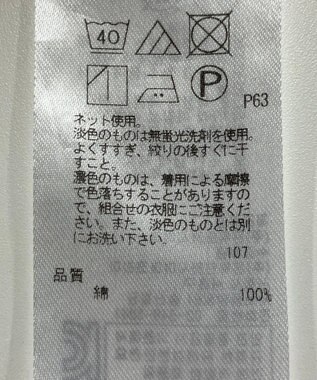 40
P
P63
ネット使用。
淡色のものは無蛍光洗剤を使用。
よくすすぎ、絞りの後すぐに干
すこと。
濃色のものは、着用による摩擦
で色落ちすることがありますの
で、組合せの衣服にご注意くだ
さい。また、淡色のものとは別
にお洗い下さい。
107
品質
綿 100%